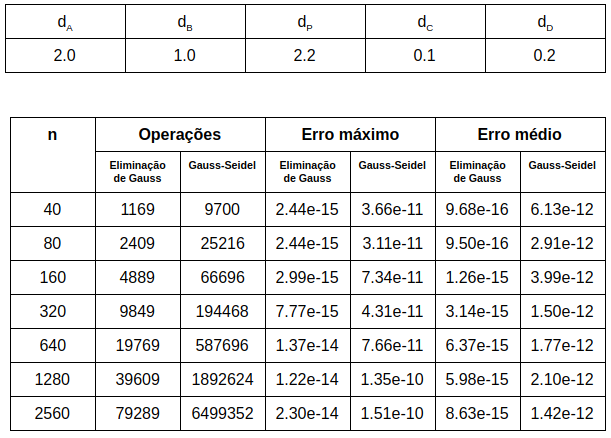 d_A d_B d_P d_C d_D
2.0 1.0 2.2 0.1 0.2
n Operações Erro máximo Erro médio
Eliminação de Gauss Gauss-Seidel Eliminação de Gauss Gauss-Seidel Eliminação de Gauss Gauss-Seidel
40 1169 9700 2.44e-15 3.66e-11 9.68e-16 6.13e-12
80 2409 25216 2.44e-15 3.11e-11 9.50e-16 2.91e-12
160 4889 66696 2.99e-15 7.34e-11 1.26e-15 3.99e-12
320 9849 194468 7.77e-15 4.31e-11 3.14e-15 1.50e-12
640 19769 587696 1.37e-14 7.66e-11 6.37e-15 1.77e-12
1280 39609 1892624 1.22e-14 1.35e-10 5.98e-15 2.10e-12
2560 79289 6499352 2.30e-14 1.51e-10 8.63e-15 1.42e-12